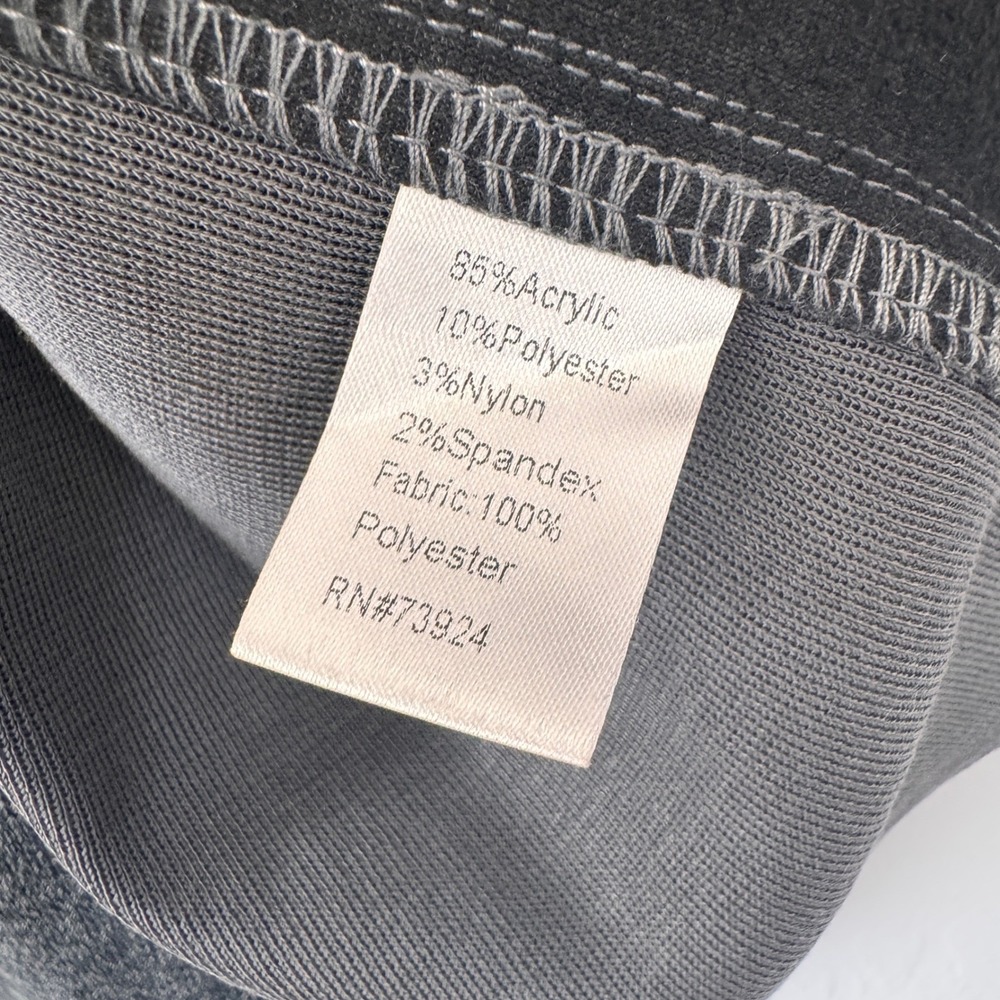 85%Acrylic
10%Polyester
3%Nylon
2%Spandex
Fabric:100%
Polyester
RN#73924